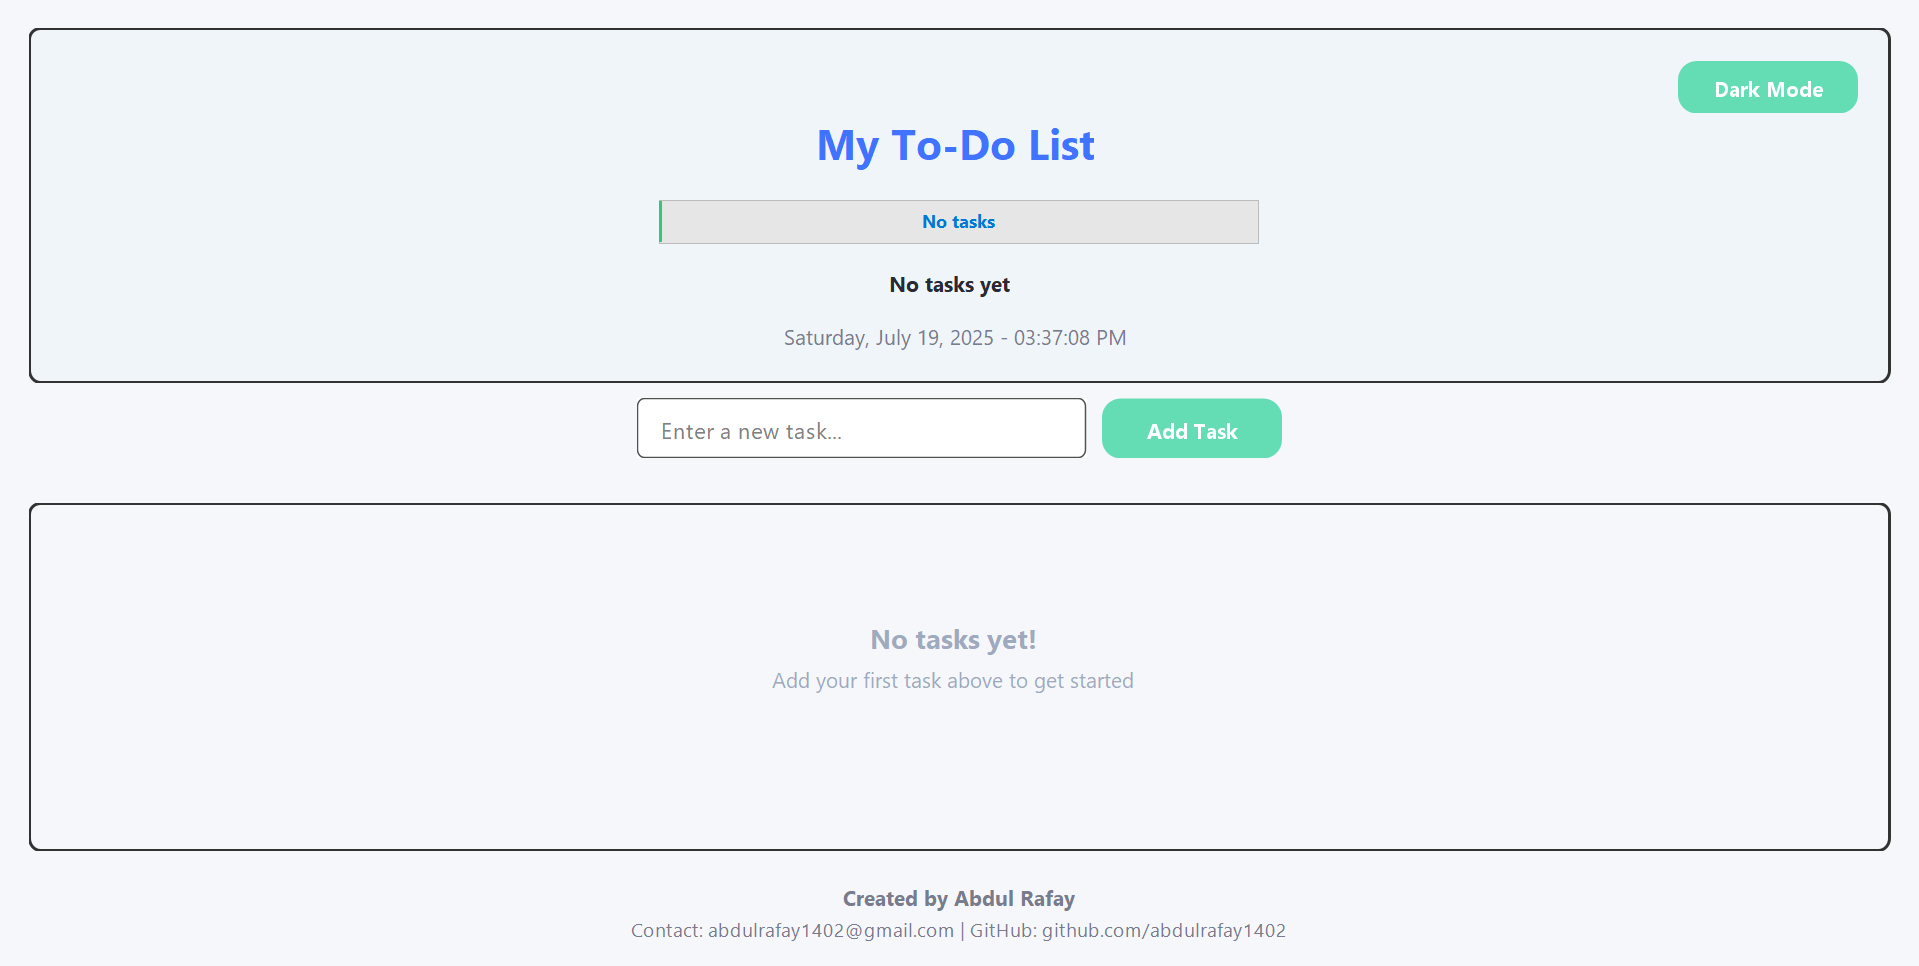 Dark Mode
My To-Do List
No tasks
No tasks yet
Saturday, July 19, 2025 - 03:37:08 PM
Enter a new task...
Add Task
No tasks yet!
Add your first task above to get started
Created by Abdul Rafay
Contact: abdulrafay1402@gmail.com | GitHub: github.com/abdulrafay1402